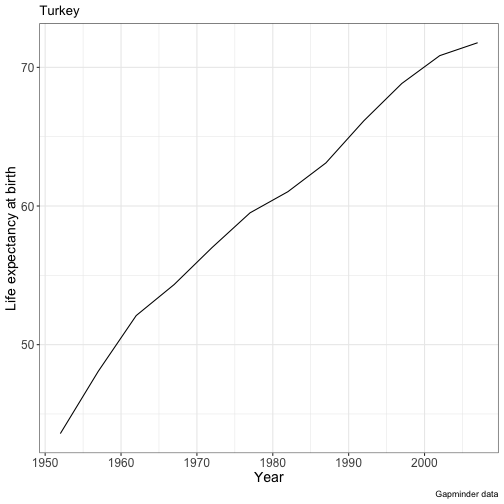 Turkey
Life expectancy at birth
70
60
50
1950 1960 1970 1980 1990 2000
Year
Gapminder data